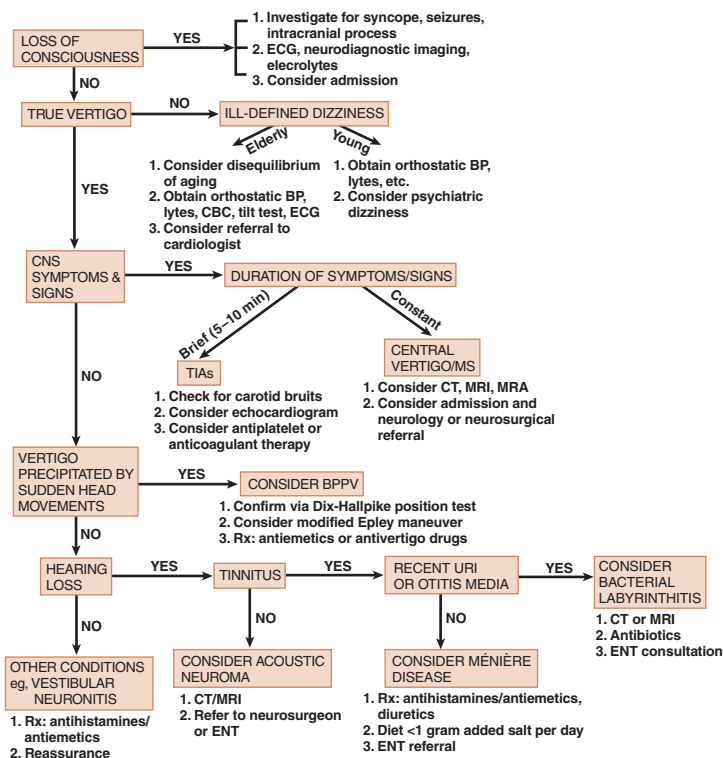 LOSS OF
CONSCIOUSNESS
YES
1. Investigate for syncope, seizures,
intracranial process
2. ECG, neurodiagnostic imaging,
elecrolytes
3. Consider admission
NO
TRUE VERTIGO
NO
ILL-DEFINED DIZZINESS
Elderly
Young
1. Consider disequilibrium
of aging
2. Obtain orthostatic BP,
lytes, CBC, tilt test, ECG
3. Consider referral to
cardiologist
1. Obtain orthostatic BP,
lytes, etc.
2. Consider psychiatric
dizziness
YES
CNS
SYMPTOMS &
SIGNS
YES
DURATION OF SYMPTOMS/SIGNS
Brief (5–10 min)
Constant
TIAs
1. Check for carotid bruits
2. Consider echocardiogram
3. Consider antiplatelet or
anticoagulant therapy
CENTRAL
VERTIGO/MS
1. Consider CT, MRI, MRA
2. Consider admission and
neurology or neurosurgical
referral
NO
VERTIGO
PRECIPITATED BY
SUDDEN HEAD
MOVEMENTS
YES
CONSIDER BPPV
1. Confirm via Dix-Hallpike position test
2. Consider modified Epley maneuver
3. Rx: antiemetics or antivertigo drugs
NO
HEARING
LOSS
YES
TINNITUS
YES
RECENT URI
OR OTITIS MEDIA
YES
CONSIDER
BACTERIAL
LABYRINTHITIS
1. CT or MRI
2. Antibiotics
3. ENT consultation
NO
OTHER CONDITIONS
eg, VESTIBULAR
NEURONITIS
1. Rx: antihistamines/
antiemetics
2. Reassurance
NO
CONSIDER ACOUSTIC
NEUROMA
1. CT/MRI
2. Refer to neurosurgeon
or ENT
NO
CONSIDER MÉNIÈRE
DISEASE
1. Rx: antihistamines/antiemetics,
diuretics
2. Diet <1 gram added salt per day
3. ENT referral